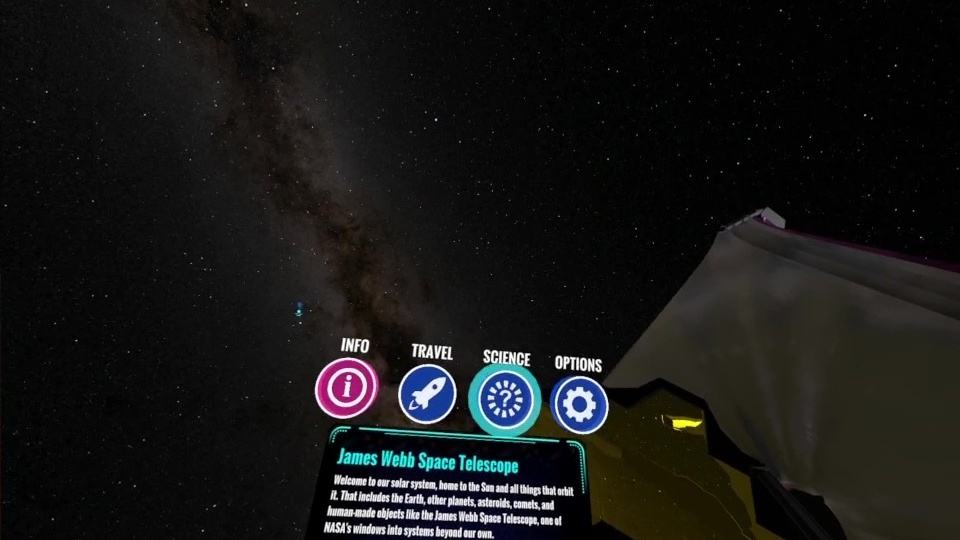 INFO
TRAVEL
SCIENCE
OPTIONS
i
?
James Webb Space Telescope
Welcome to our solar system, home to the Sun and all things that orbit
it. That includes the Earth, other planets, asteroids, comets, and
human-made objects like the James Webb Space Telescope, one of
NASA's windows into systems beyond our own.